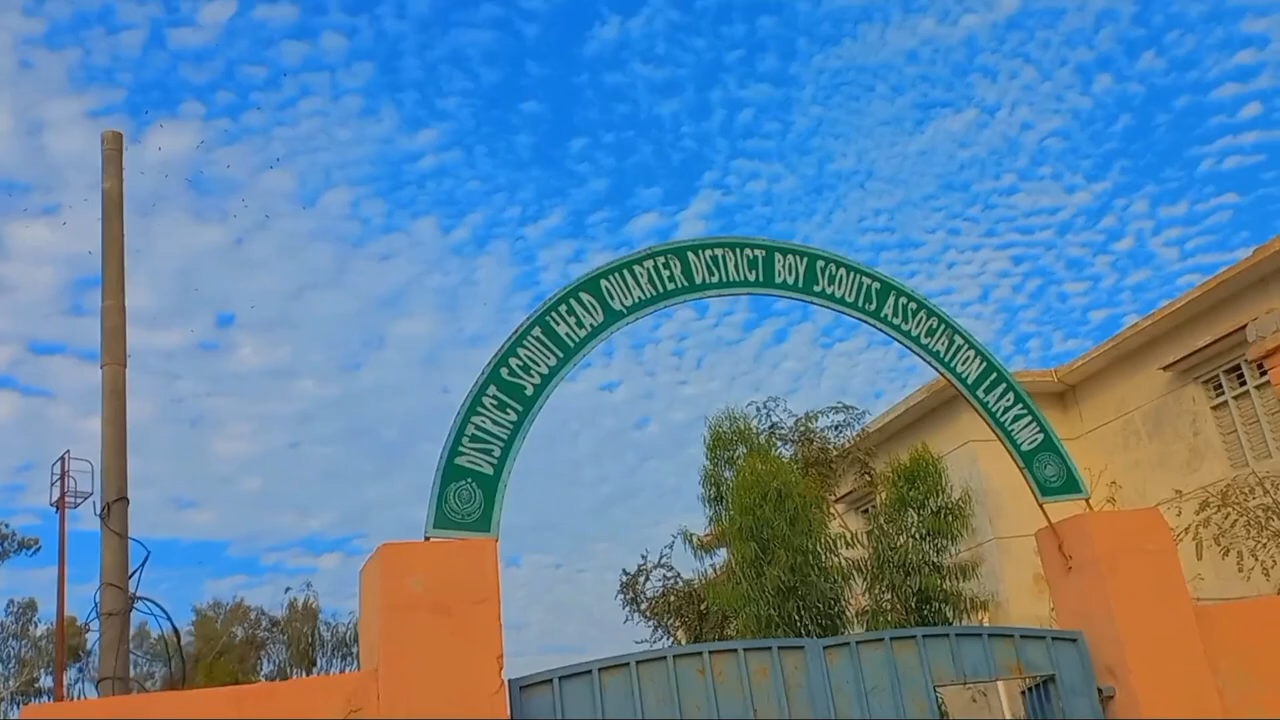 DISTRICT SCOUT HEAD QUARTER DISTRICT BOY SCOUTS ASSOCIATION LARKANO